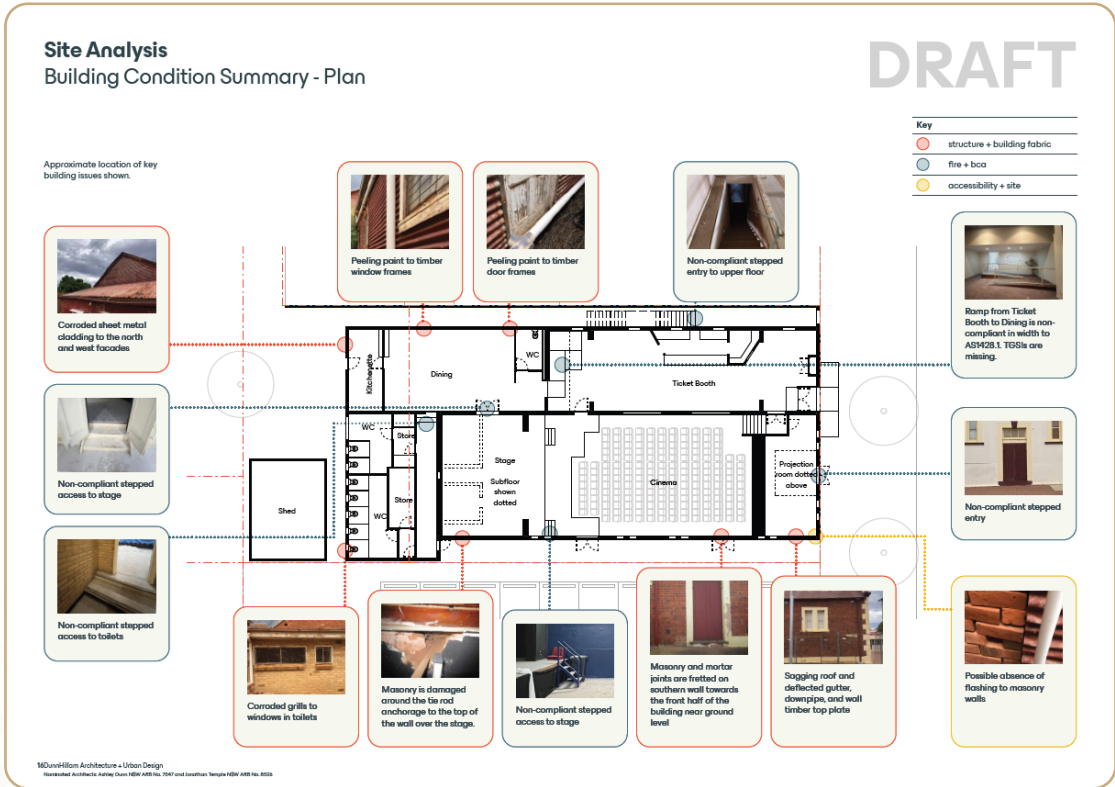 Site Analysis
Building Condition Summary - Plan
DRAFT
Key
structure + building fabric
fire + bca
accessibility + site
Approximate location of key
building issues shown.
Peeling paint to timber
window frames
Peeling paint to timber
door frames
Non-compliant stepped
entry to upper floor
Corroded sheet metal
cladding to the north
and west facades
Ramp from Ticket
Booth to Dining is non-
compliant in width to
AS1428.1. TGSIs are
missing.
Non-compliant stepped
access to stage
Non-compliant stepped
entry
Non-compliant stepped
access to toilets
Kitchenette
Dining
WC
Ticket Booth
WC
Store
Stage
Subfloor
shown
dotted
Cinema
Projection
room dotted
above
Store
WC
Shed
Corroded grills to
windows in toilets
Masonry is damaged
around the tie rod
anchorage to the top of
the wall over the stage.
Non-compliant stepped
access to stage
Masonry and mortar
joints are fretted on
southern wall towards
the front half of the
building near ground
level
Sagging roof and
deflected gutter,
downpipe, and wall
timber top plate
Possible absence of
flashing to masonry
walls
16DunnHillam Architecture + Urban Design
Nominated Architects: Ashley Dunn NSW ARB No. 7047 and Jonathan Temple NSW ARB No. 8536